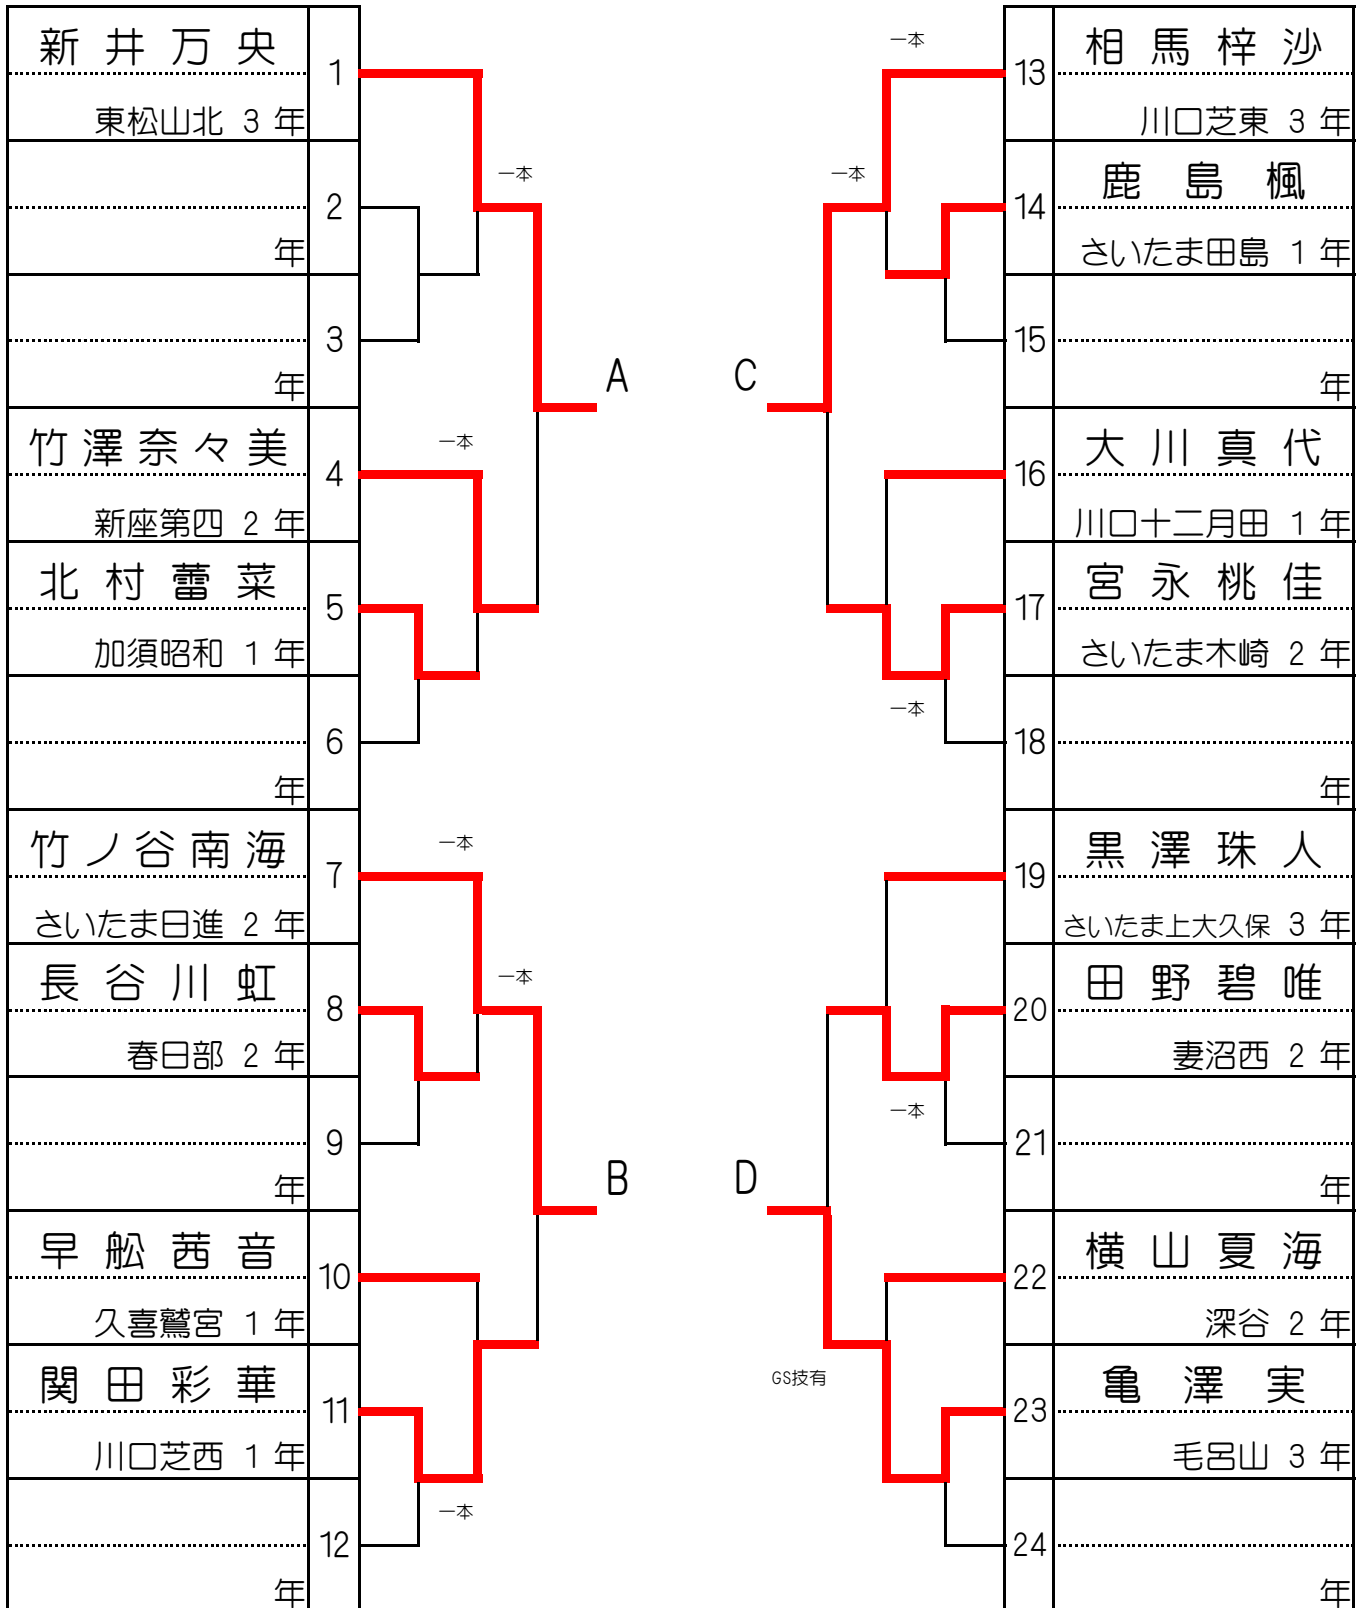 新井万央
1
東松山北 3 年
2
年
3
年
竹澤奈々美
4
新座第四 2 年
北村蕾菜
5
加須昭和 1 年
6
年
竹ノ谷南海
7
さいたま日進 2 年
長谷川虹
8
春日部 2 年
9
年
早舩茜音
10
久喜鷲宮 1 年
関田彩華
11
川口芝西 1 年
12
年
一本
一本
A
一本
一本
B
一本
一本
一本
C
一本
一本
D
GS技有
相馬梓沙
13
川口芝東 3 年
鹿島楓
14
さいたま田島 1 年
15
年
大川真代
16
川口十二月田 1 年
宮永桃佳
17
さいたま木崎 2 年
18
年
黒澤珠人
19
さいたま上大久保 3 年
田野碧唯
20
妻沼西 2 年
21
年
横山夏海
22
深谷 2 年
亀澤実
23
毛呂山 3 年
24
年